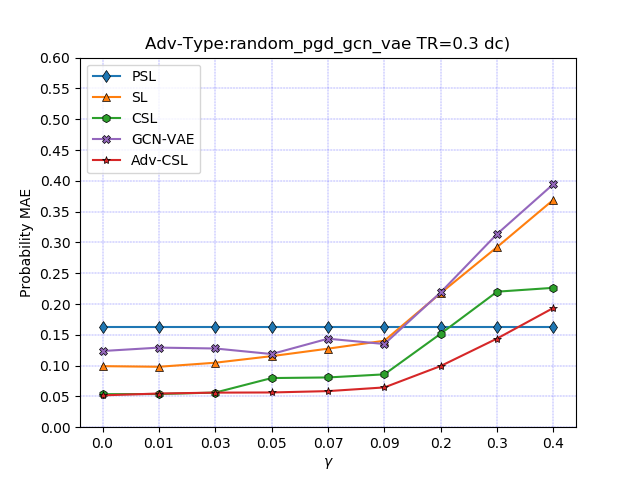 Adv-Type:random_pgd_gcn_vae TR=0.3 dc)
0.60
0.55
0.50
0.45
0.40
0.35
0.30
0.25
0.20
0.15
0.10
0.05
0.00
Probability MAE
PSL
SL
CSL
GCN-VAE
Adv-CSL
0.0 0.01 0.03 0.05 0.07 0.09 0.2 0.3 0.4
γ